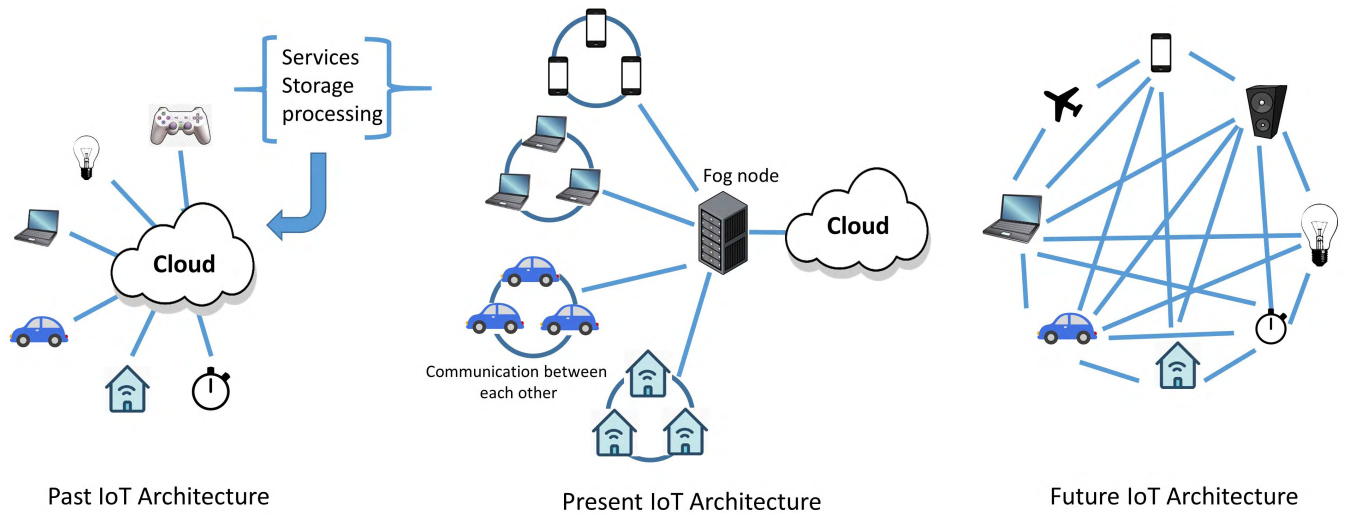 Services
Storage
processing
Cloud
Past IoT Architecture
Fog node
Cloud
Communication between
each other
Present IoT Architecture
Future IoT Architecture